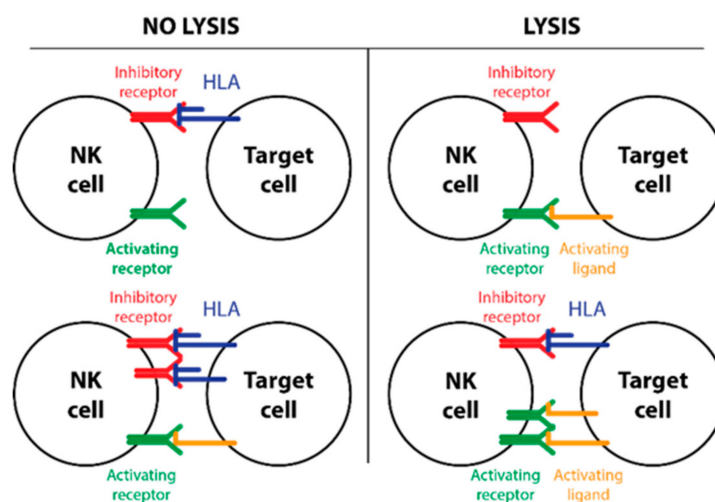 NO LYSIS
LYSIS
Inhibitory
receptor
HLA
NK
cell
Target
cell
Activating
receptor
Inhibitory
receptor
NK
cell
Target
cell
Activating
receptor
Activating
ligand
Inhibitory
receptor
HLA
NK
cell
Target
cell
Activating
receptor
Inhibitory
receptor
HLA
NK
cell
Target
cell
Activating
receptor
Activating
ligand